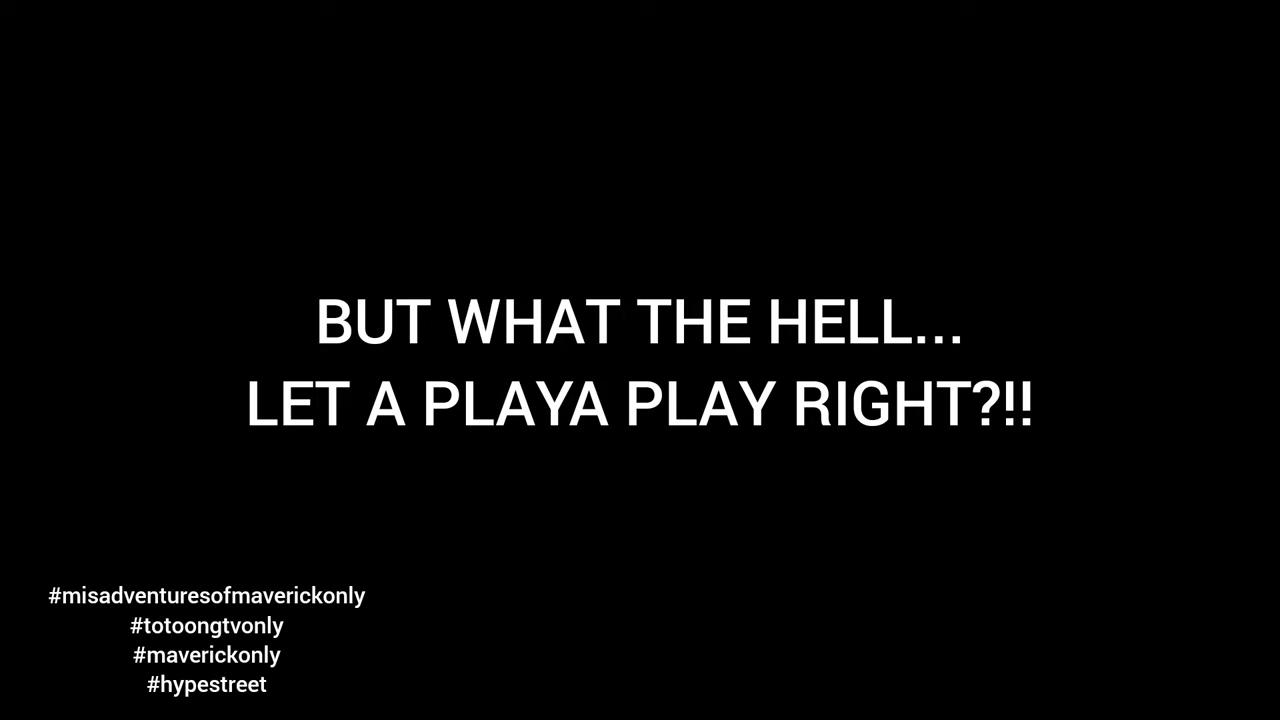 BUT WHAT THE HELL...
LET A PLAYA PLAY RIGHT?!!
#misadventuresofmaverickonly
#totoongtvonly
#maverickonly
#hypestreet